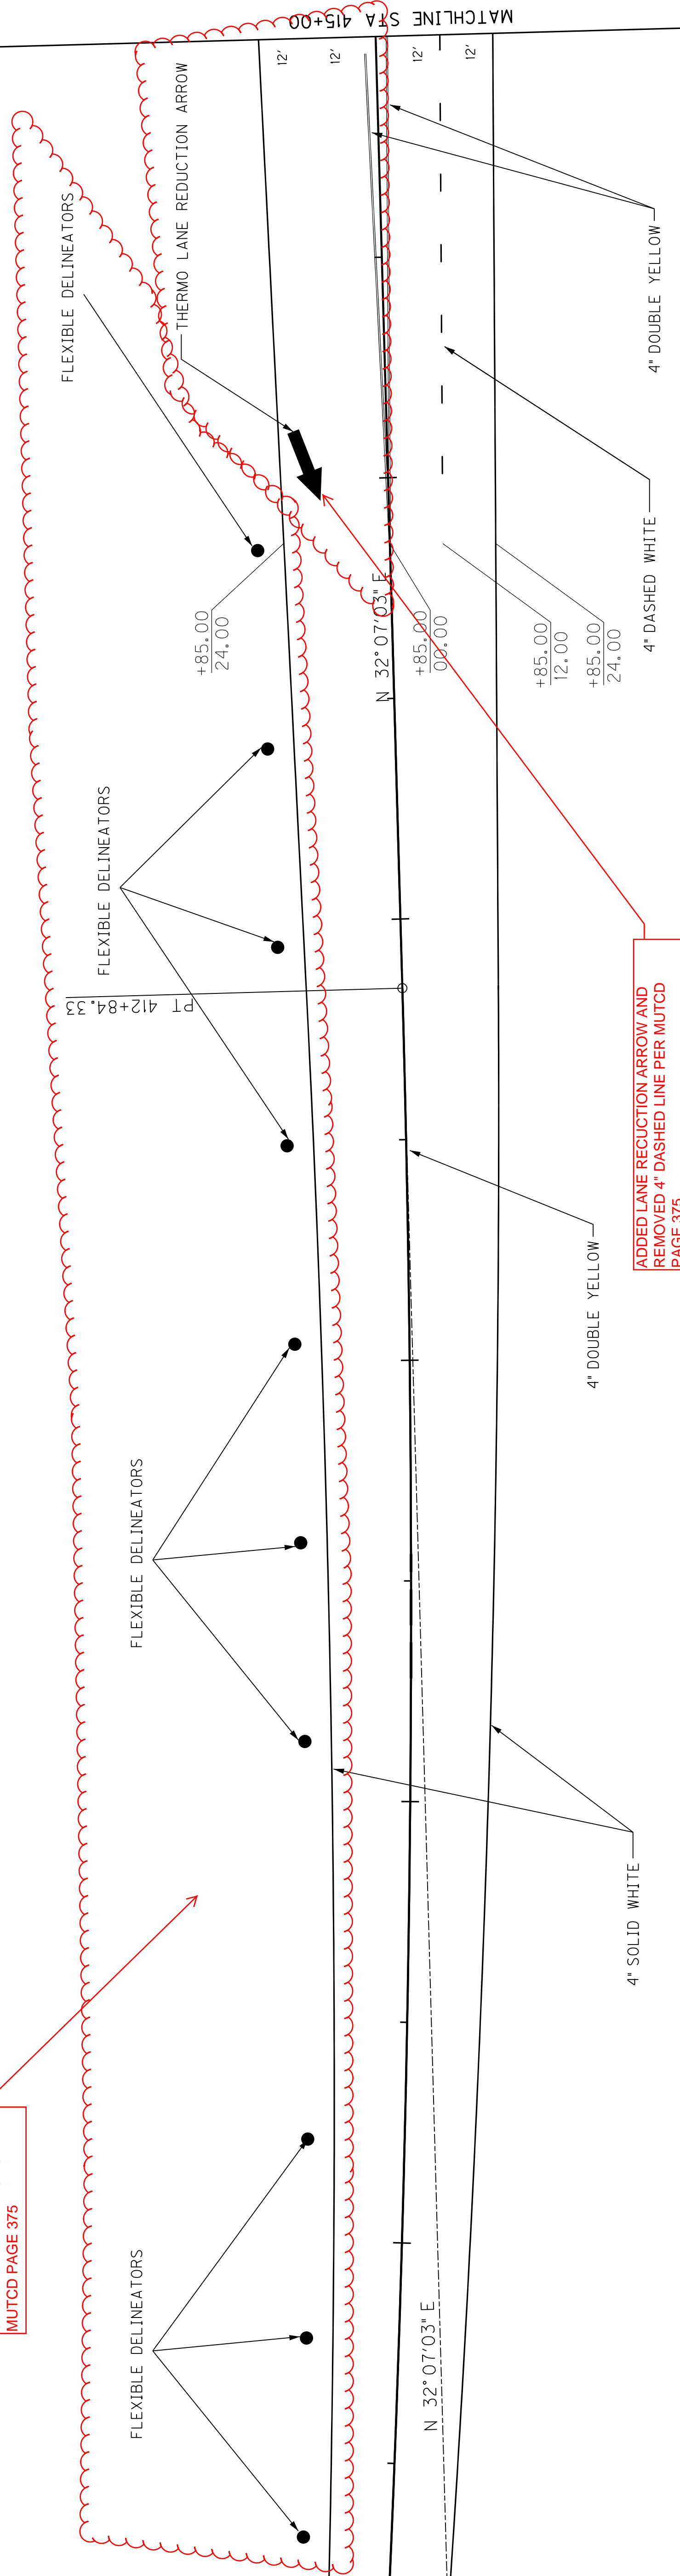 MATCHLINE STA 415+00
12'
12'
12'
12'
THERMO LANE REDUCTION ARROW
FLEXIBLE DELINEATORS
4" DOUBLE YELLOW
4" DASHED WHITE
+85.00
24.00
N 32° 07'03" E
+85.00
00.00
+85.00
12.00
+85.00
24.00
FLEXIBLE DELINEATORS
PT 412+84.33
ADDED LANE RECUCTION ARROW AND
REMOVED 4" DASHED LINE PER MUTCD
PAGE 375
4" DOUBLE YELLOW
FLEXIBLE DELINEATORS
4" SOLID WHITE
MUTCD PAGE 375
FLEXIBLE DELINEATORS
N 32° 07'03" E